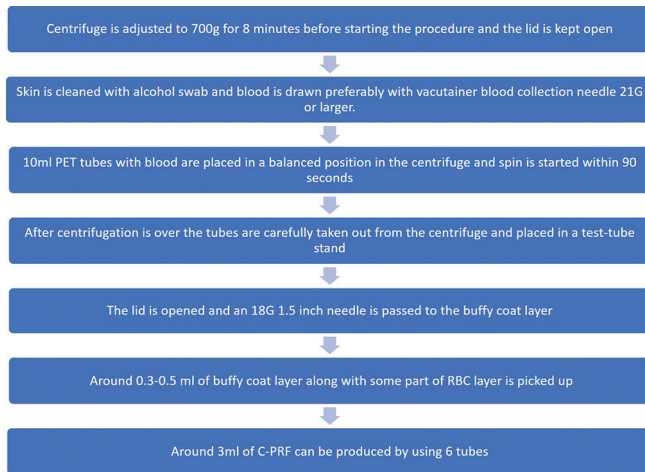 Centrifuge is adjusted to 700g for 8 minutes before starting the procedure and the lid is kept open
Skin is cleaned with alcohol swab and blood is drawn preferably with vacutainer blood collection needle 21G
or larger.
10ml PET tubes with blood are placed in a balanced position in the centrifuge and spin is started within 90
seconds
After centrifugation is over the tubes are carefully taken out from the centrifuge and placed in a test-tube
stand
The lid is opened and an 18G 1.5 inch needle is passed to the buffy coat layer
Around 0.3-0.5 ml of buffy coat layer along with some part of RBC layer is picked up
Around 3ml of C-PRF can be produced by using 6 tubes